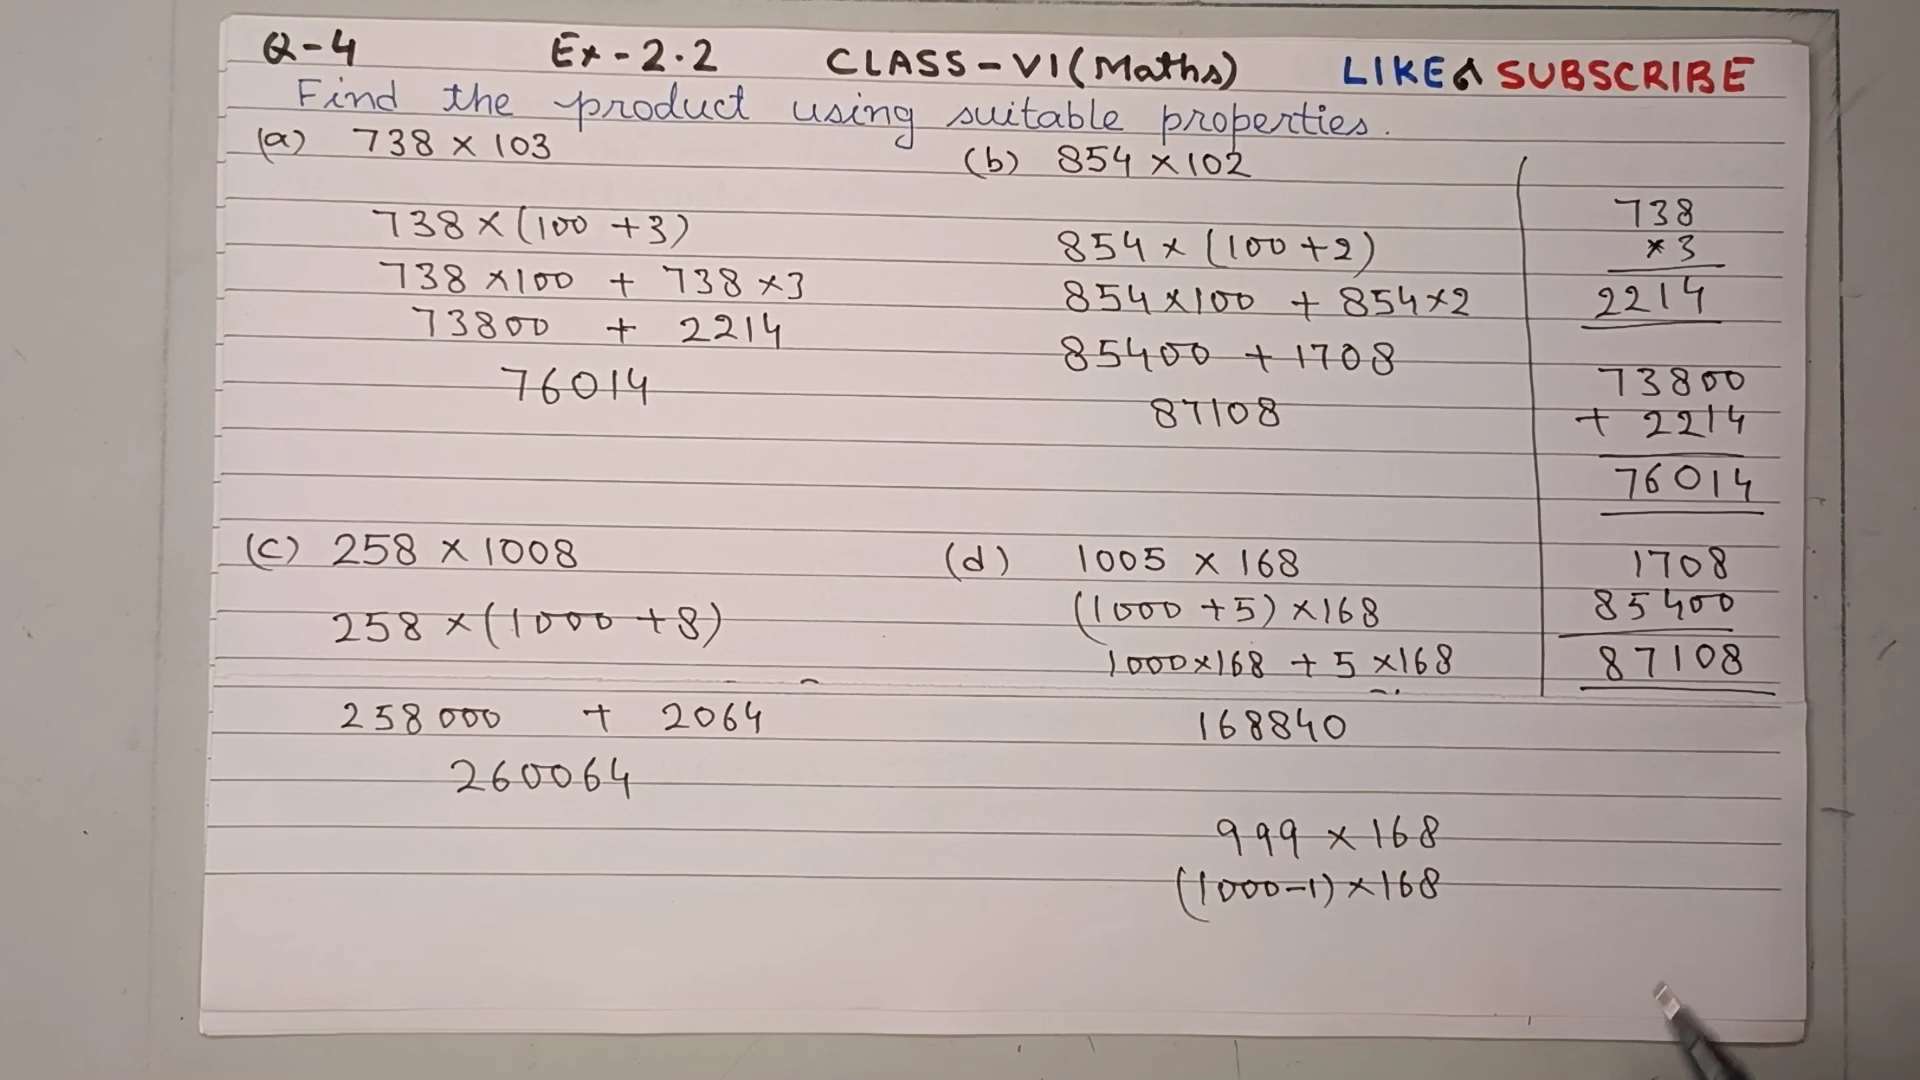 Q-4 Ex-2.2 CLASS-VI (Maths) LIKE & SUBSCRIBE
Find the product using suitable properties.
(a) 738 × 103
738 × (100 + 3)
738 × 100 + 738 × 3
73800 + 2214
76014
(b) 854 × 102
854 × (100 + 2)
854 × 100 + 854 × 2
85400 + 1708
87108
738
× 3
2214
73800
+ 2214
76014
1708
85400
87108
(c) 258 × 1008
258 × (1000 + 8)
258000 + 2064
260064
(d) 1005 × 168
(1000 + 5) × 168
1000 × 168 + 5 × 168
168840
999 × 168
(1000 - 1) × 168